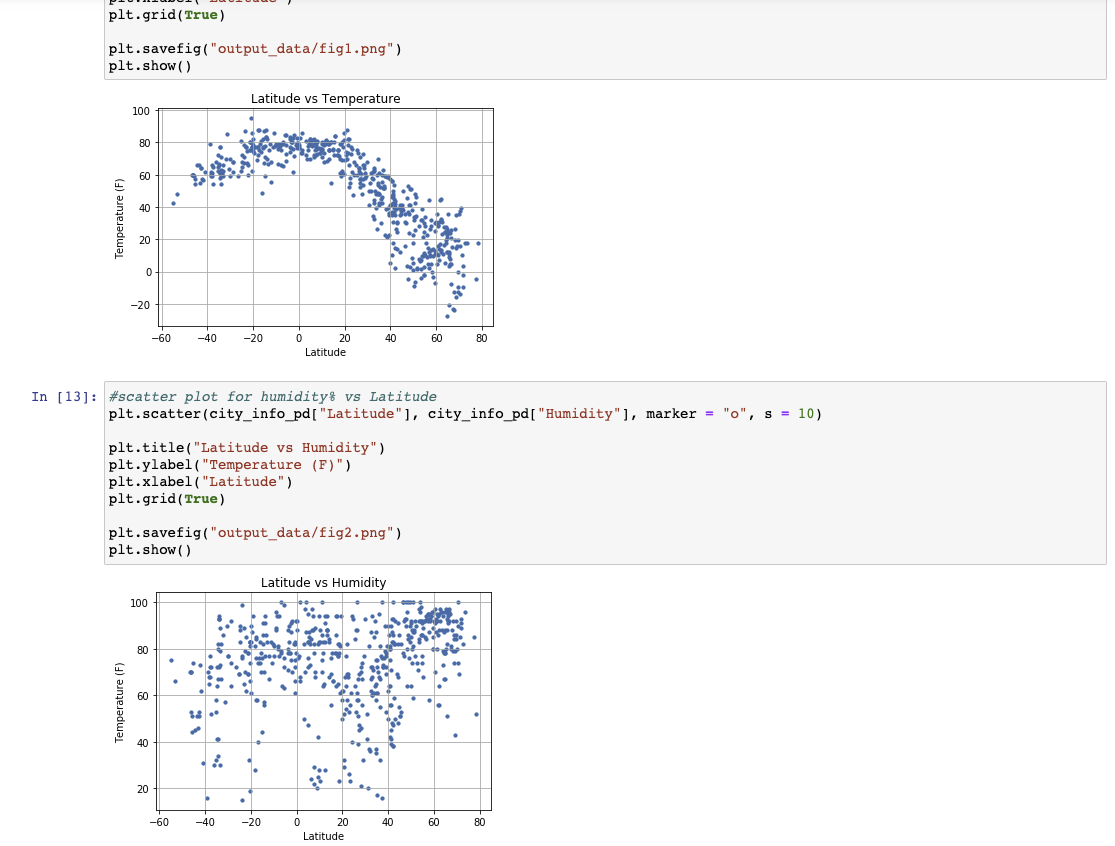 plt.xlabel("Latitude")
plt.grid(True)
plt.savefig("output_data/fig1.png")
plt.show()
Latitude vs Temperature
100
80
60
40
20
0
−20
Temperature (F)
−60 −40 −20 0 20 40 60 80
Latitude
In [13]:
#scatter plot for humidity% vs Latitude
plt.scatter(city_info_pd["Latitude"], city_info_pd["Humidity"], marker = "o", s = 10)
plt.title("Latitude vs Humidity")
plt.ylabel("Temperature (F)")
plt.xlabel("Latitude")
plt.grid(True)
plt.savefig("output_data/fig2.png")
plt.show()
Latitude vs Humidity
100
80
60
40
20
Temperature (F)
−60 −40 −20 0 20 40 60 80
Latitude